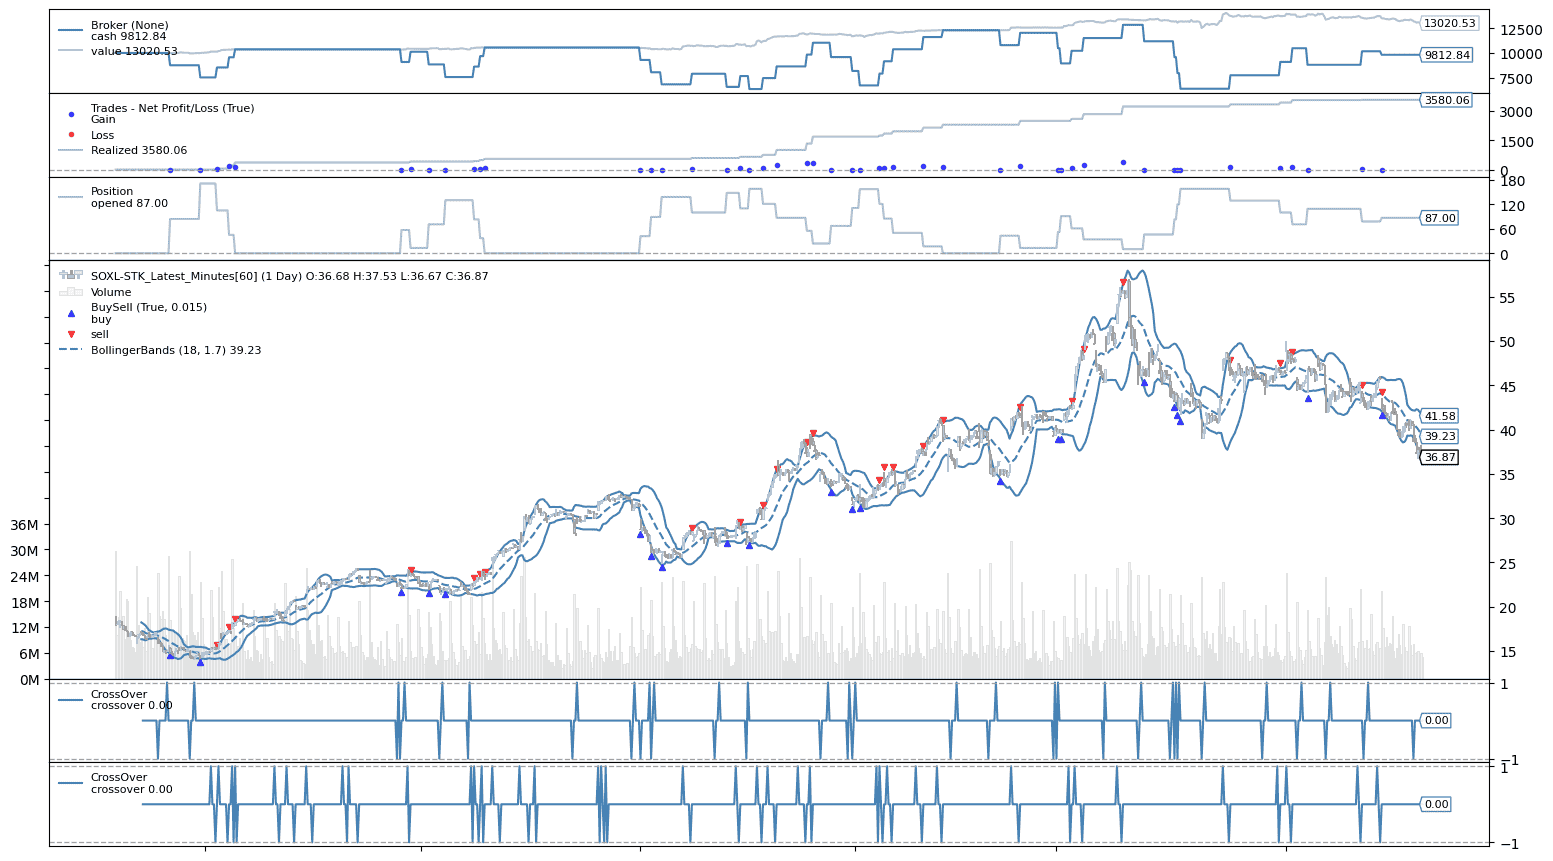 Broker (None)
cash 9812.84
value 13020.53
13020.53
9812.84
12500
10000
7500
Trades - Net Profit/Loss (True)
Gain
Loss
Realized 3580.06
3580.06
3000
1500
0
Position
opened 87.00
87.00
180
120
60
0
SOXL-STK_Latest_Minutes[60] (1 Day) O:36.68 H:37.53 L:36.67 C:36.87
Volume
BuySell (True, 0.015)
buy
sell
BollingerBands (18, 1.7) 39.23
36M
30M
24M
18M
12M
6M
0M
55
50
45
40
35
30
25
20
15
41.58
39.23
36.87
CrossOver
crossover 0.00
0.00
1
−1
CrossOver
crossover 0.00
0.00
1
−1